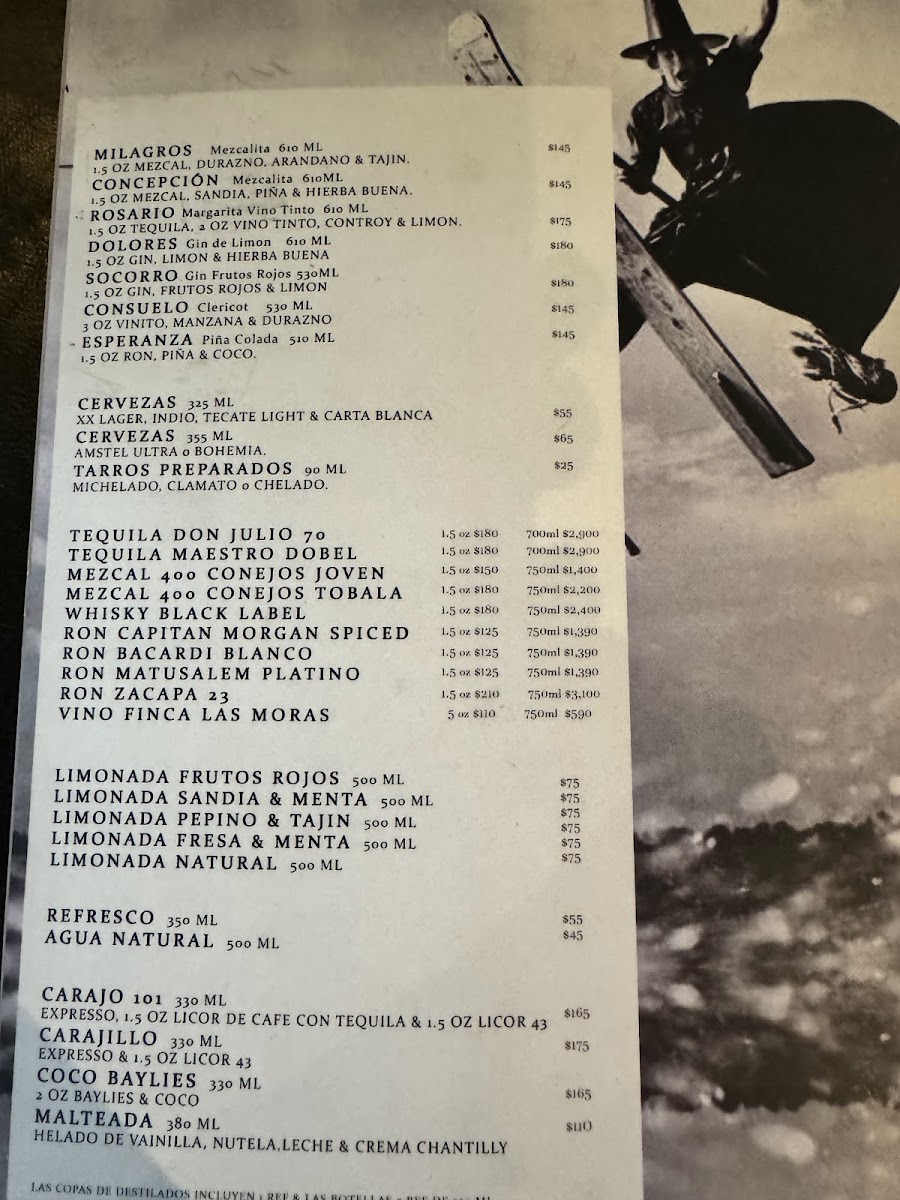 MILAGROS Mezcalita 610 ML $145
1.5 OZ MEZCAL, DURAZNO, ARANDANO & TAJIN.
CONCEPCIÓN Mezcalita 610ML $145
1.5 OZ MEZCAL, SANDIA, PIÑA & HIERBA BUENA.
ROSARIO Margarita Vino Tinto 610 ML $175
1.5 OZ TEQUILA, 2 OZ VINO TINTO, CONTROY & LIMON.
DOLORES Gin de Limon 610 ML $180
1.5 OZ GIN, LIMON & HIERBA BUENA
SOCORRO Gin Frutos Rojos 530ML $180
1.5 OZ GIN, FRUTOS ROJOS & LIMON
CONSUELO Clericot 530 ML $145
3 OZ VINITO, MANZANA & DURAZNO
ESPERANZA Piña Colada 510 ML $145
1.5 OZ RON, PIÑA & COCO.
CERVEZAS 325 ML $55
XX LAGER, INDIO, TECATE LIGHT & CARTA BLANCA
CERVEZAS 355 ML $65
AMSTEL ULTRA o BOHEMIA.
TARROS PREPARADOS 90 ML $25
MICHELADO, CLAMATO o CHELADO.
TEQUILA DON JULIO 70 1.5 oz $180 700ml $2,900
TEQUILA MAESTRO DOBEL 1.5 oz $180 700ml $2,900
MEZCAL 400 CONEJOS JOVEN 1.5 oz $150 750ml $1,400
MEZCAL 400 CONEJOS TOBALA 1.5 oz $180 750ml $2,200
WHISKY BLACK LABEL 1.5 oz $180 750ml $2,400
RON CAPITAN MORGAN SPICED 1.5 oz $125 750ml $1,390
RON BACARDI BLANCO 1.5 oz $125 750ml $1,390
RON MATUSALEM PLATINO 1.5 oz $125 750ml $1,390
RON ZACAPA 23 1.5 oz $210 750ml $3,100
VINO FINCA LAS MORAS 5 oz $110 750ml $590
LIMONADA FRUTOS ROJOS 500 ML $75
LIMONADA SANDIA & MENTA 500 ML $75
$75
LIMONADA PEPINO & TAJIN 500 ML $75
LIMONADA FRESA & MENTA 500 ML $75
LIMONADA NATURAL 500 ML $75
REFRESCO 350 ML $55
AGUA NATURAL 500 ML $45
CARAJO 101 330 ML $165
EXPRESSO, 1.5 OZ LICOR DE CAFE CON TEQUILA & 1.5 OZ LICOR 43
CARAJILLO 330 ML $175
EXPRESSO & 1.5 OZ LICOR 43
COCO BAYLIES 330 ML $165
2 OZ BAYLIES & COCO
MALTEADA 380 ML $110
HELADO DE VAINILLA, NUTELA,LECHE & CREMA CHANTILLY
LAS COPAS DE DESTILADOS INCLUYEN 1 REF & LAS BOTELLAS